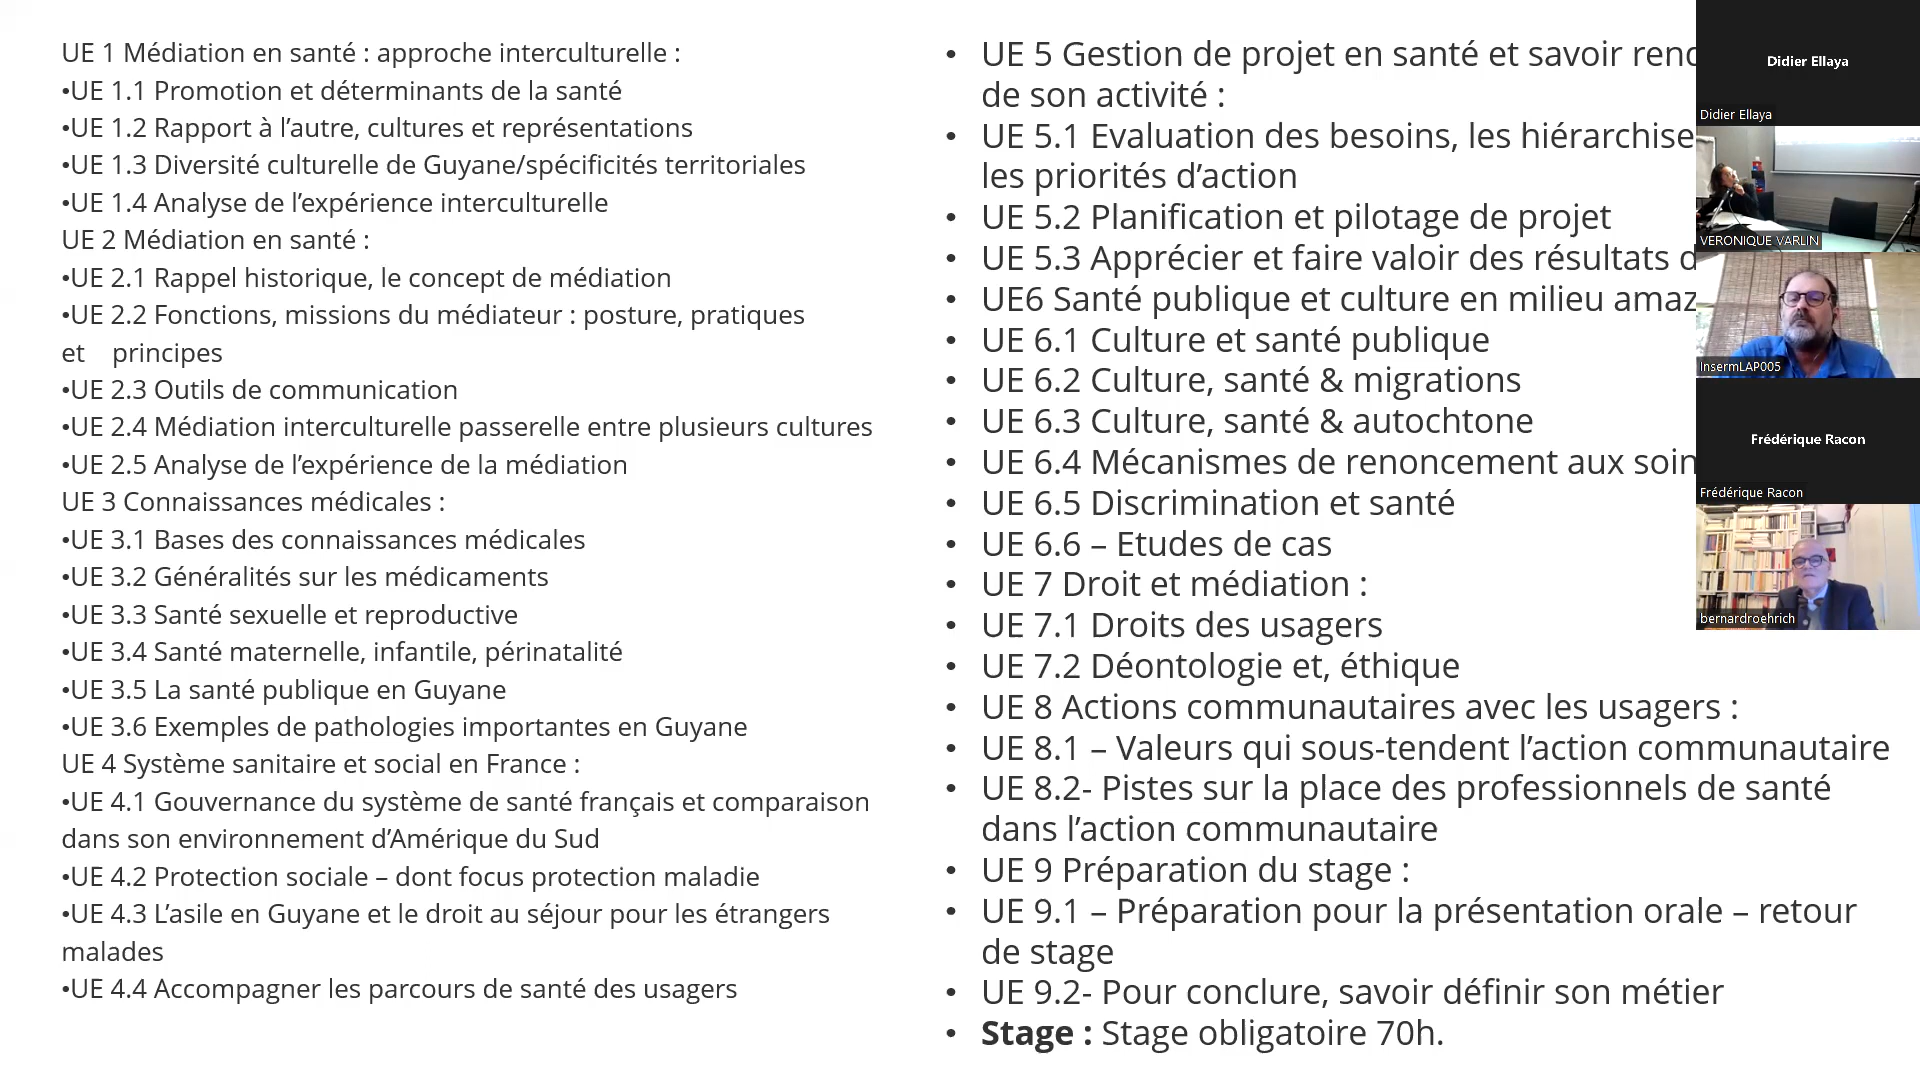 UE 1 Médiation en santé : approche interculturelle :
•UE 1.1 Promotion et déterminants de la santé
•UE 1.2 Rapport à l’autre, cultures et représentations
•UE 1.3 Diversité culturelle de Guyane/spécificités territoriales
•UE 1.4 Analyse de l’expérience interculturelle
UE 2 Médiation en santé :
•UE 2.1 Rappel historique, le concept de médiation
•UE 2.2 Fonctions, missions du médiateur : posture, pratiques
et    principes
•UE 2.3 Outils de communication
•UE 2.4 Médiation interculturelle passerelle entre plusieurs cultures
•UE 2.5 Analyse de l’expérience de la médiation
UE 3 Connaissances médicales :
•UE 3.1 Bases des connaissances médicales
•UE 3.2 Généralités sur les médicaments
•UE 3.3 Santé sexuelle et reproductive
•UE 3.4 Santé maternelle, infantile, périnatalité
•UE 3.5 La santé publique en Guyane
•UE 3.6 Exemples de pathologies importantes en Guyane
UE 4 Système sanitaire et social en France :
•UE 4.1 Gouvernance du système de santé français et comparaison
dans son environnement d’Amérique du Sud
•UE 4.2 Protection sociale – dont focus protection maladie
•UE 4.3 L’asile en Guyane et le droit au séjour pour les étrangers
malades
•UE 4.4 Accompagner les parcours de santé des usagers
• UE 5 Gestion de projet en santé et savoir
de son activité :
• UE 5.1 Evaluation des besoins, les hiérarchise
les priorités d’action
• UE 5.2 Planification et pilotage de projet
• UE 5.3 Apprécier et faire valoir des résultats
• UE6 Santé publique et culture en milieu
• UE 6.1 Culture et santé publique
• UE 6.2 Culture, santé & migrations
• UE 6.3 Culture, santé & autochtone
• UE 6.4 Mécanismes de renoncement aux soin
• UE 6.5 Discrimination et santé
• UE 6.6 – Etudes de cas
• UE 7 Droit et médiation :
• UE 7.1 Droits des usagers
• UE 7.2 Déontologie et, éthique
• UE 8 Actions communautaires avec les usagers :
• UE 8.1 – Valeurs qui sous-tendent l’action communautaire
• UE 8.2- Pistes sur la place des professionnels de santé
dans l’action communautaire
• UE 9 Préparation du stage :
• UE 9.1 – Préparation pour la présentation orale – retour
de stage
• UE 9.2- Pour conclure, savoir définir son métier
• Stage : Stage obligatoire 70h.
Didier Ellaya
Didier Ellaya
VERONIQUE VARLIN
InsermLAP005
Frédérique Racon
Frédérique Racon
bernardroehrich